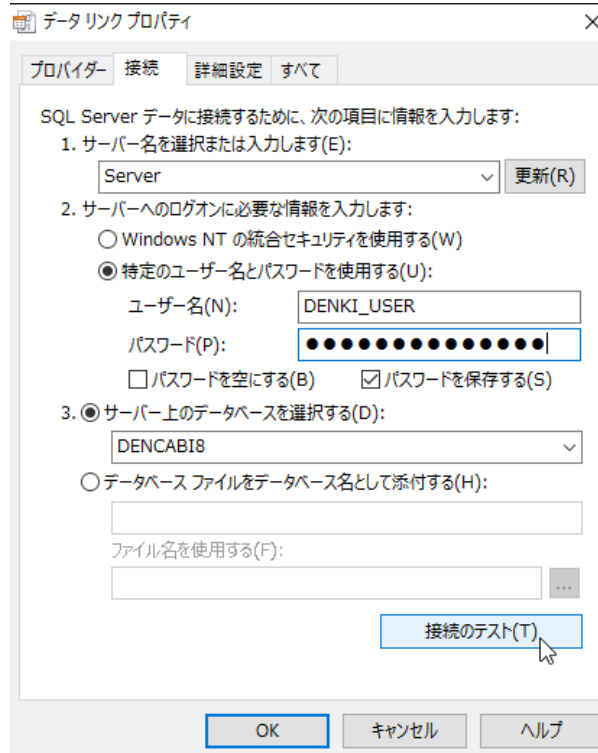 データ リンク プロパティ
プロバイダー 接続 詳細設定 すべて
SQL Server データに接続するために、次の項目に情報を入力します:
1. サーバー名を選択または入力します(E):
Server 更新(R)
2. サーバーへのログオンに必要な情報を入力します:
Windows NT の統合セキュリティを使用する(W)
特定のユーザー名とパスワードを使用する(U):
ユーザー名(N): DENKI_USER
パスワード(P): ●●●●●●●●●●●●●●
パスワードを空にする(B) パスワードを保存する(S)
3. サーバー上のデータベースを選択する(D):
DENCABI8
データベース ファイルをデータベース名として添付する(H):
ファイル名を使用する(F):
...
接続のテスト(T)
OK キャンセル ヘルプ